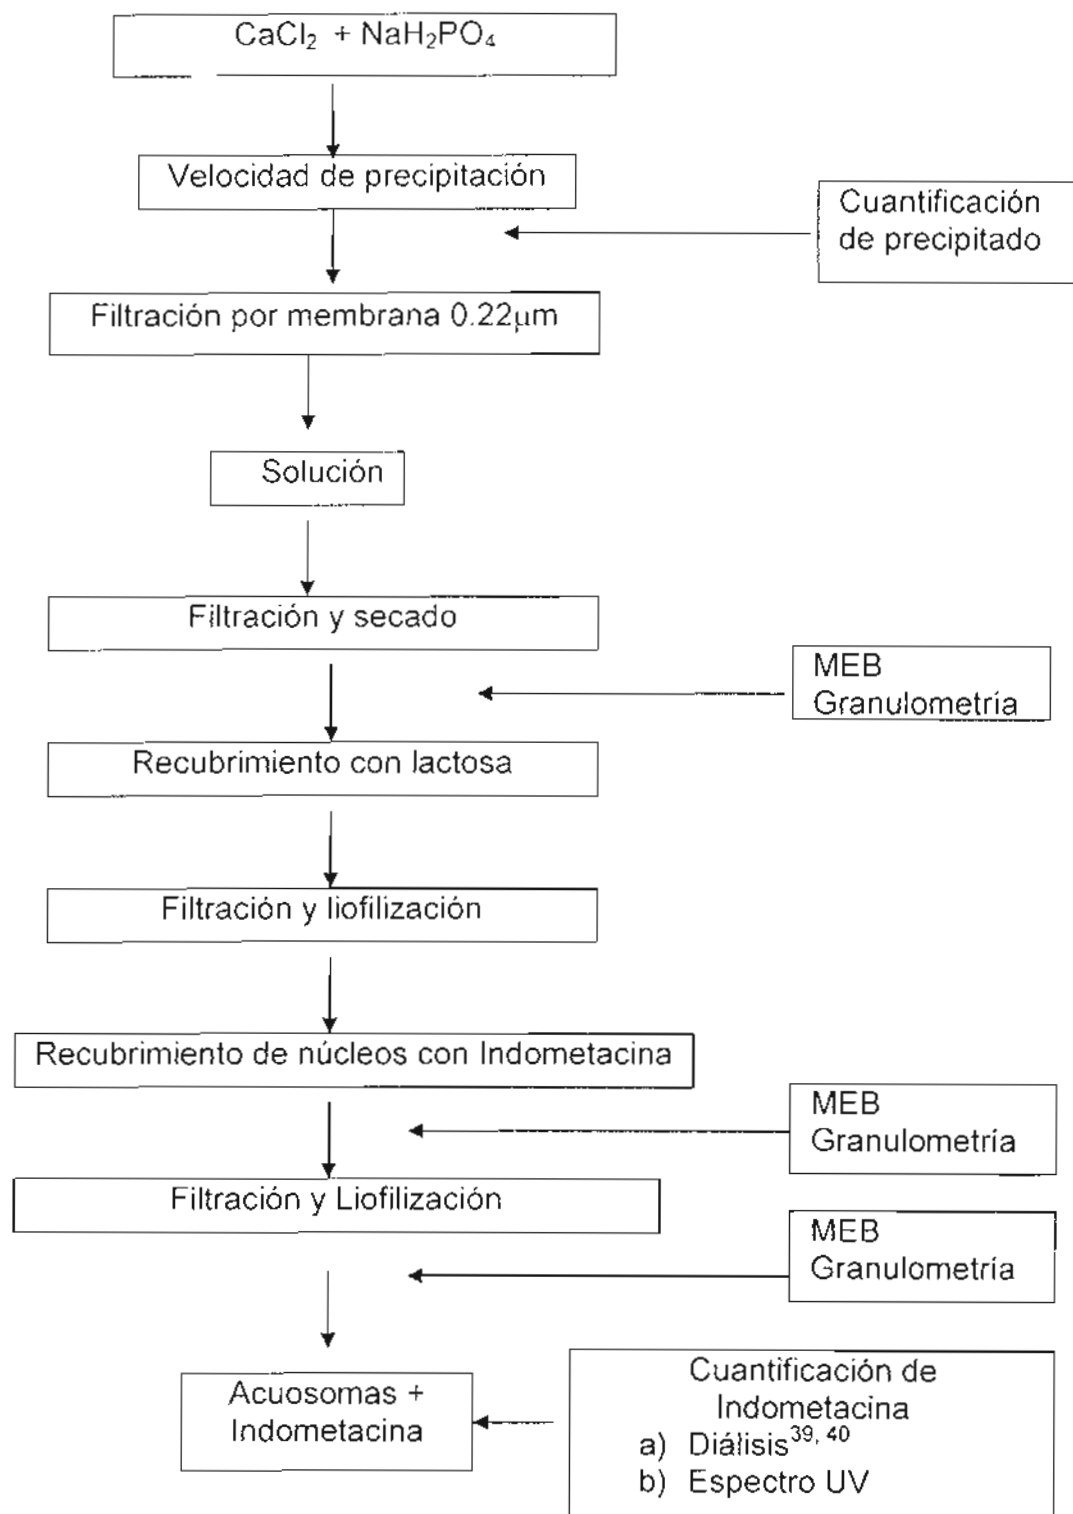 CaCl₂ + NaH₂PO₄
Velocidad de precipitación
Cuantificación
de precipitado
Filtración por membrana 0.22μm
Solución
Filtración y secado
MEB
Granulometría
Recubrimiento con lactosa
Filtración y liofilización
Recubrimiento de núcleos con Indometacina
MEB
Granulometría
Filtración y Liofilización
MEB
Granulometría
Acuosomas +
Indometacina
Cuantificación de
Indometacina
a) Diálisis³⁹, ⁴⁰
b) Espectro UV